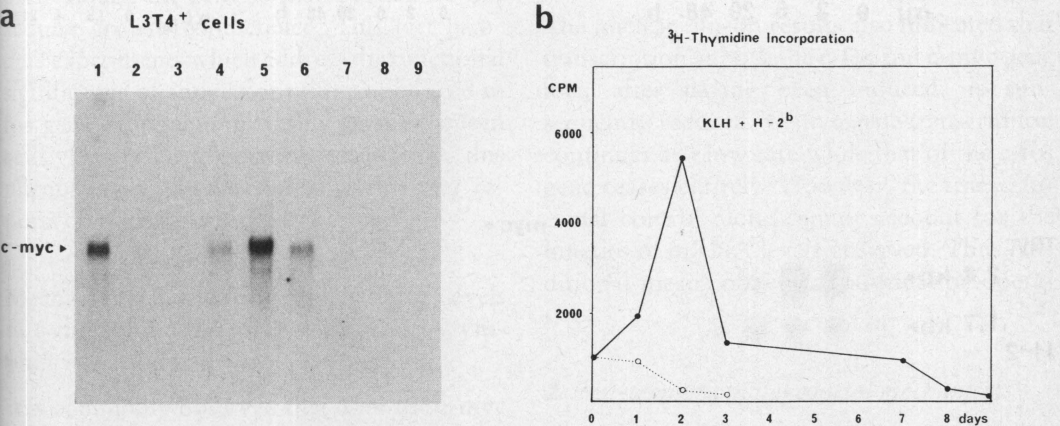 a
L3T4+ cells
1 2 3 4 5 6 7 8 9
c-myc
b
³H-Thymidine Incorporation
CPM
KLH + H-2ᵇ
6000
4000
2000
0 1 2 3 4 5 6 7 8 days